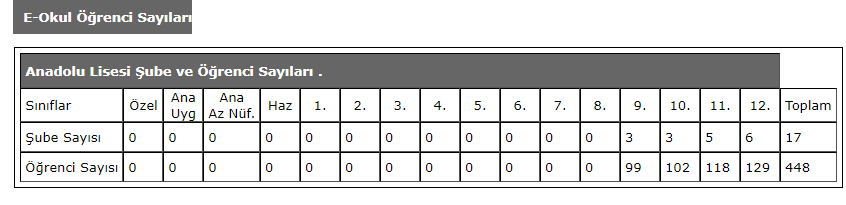 E-Okul Öğrenci Sayıları
Anadolu Lisesi Şube ve Öğrenci Sayıları .
Sınıflar Özel Ana Uyg Ana Az Nüf. Haz 1. 2. 3. 4. 5. 6. 7. 8. 9. 10. 11. 12. Toplam
Şube Sayısı 0 0 0 0 0 0 0 0 0 0 0 0 3 3 5 6 17
Öğrenci Sayısı 0 0 0 0 0 0 0 0 0 0 0 0 99 102 118 129 448